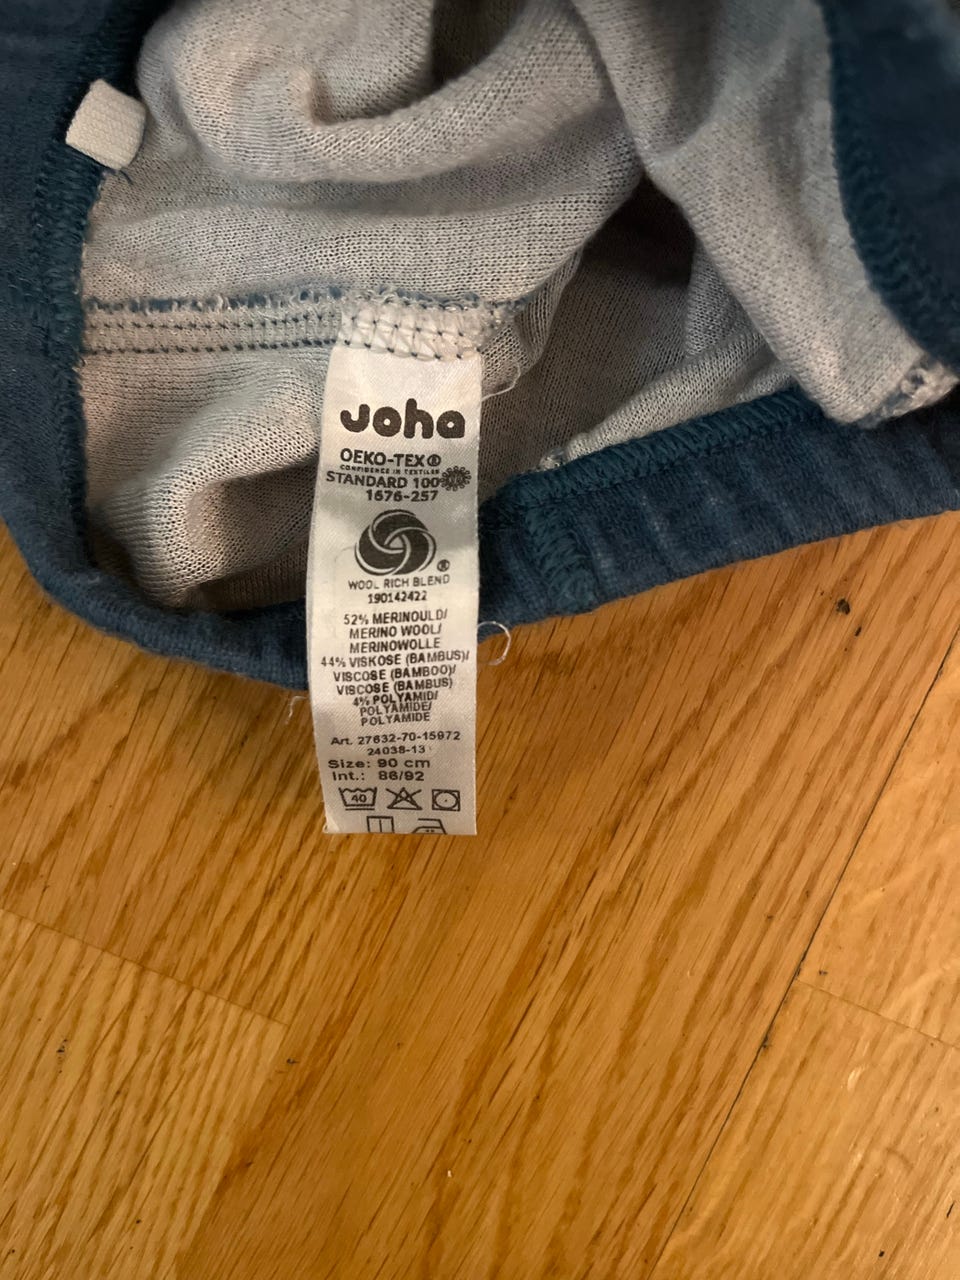 Joha
OEKO-TEX®
CONFIDENCE IN TEXTILES
STANDARD 100
1676-257
®
WOOL RICH BLEND
190142422
52% MERINOULD/
MERINO WOOL/
MERINOWOLLE
44% VISKOSE (BAMBUS)/
VISCOSE (BAMBOO)/
VISCOSE (BAMBUS)
4% POLYAMID/
POLYAMIDE/
POLYAMIDE
Art. 27632-70-15972
24038-13
Size: 90 cm
Int.: 86/92
40